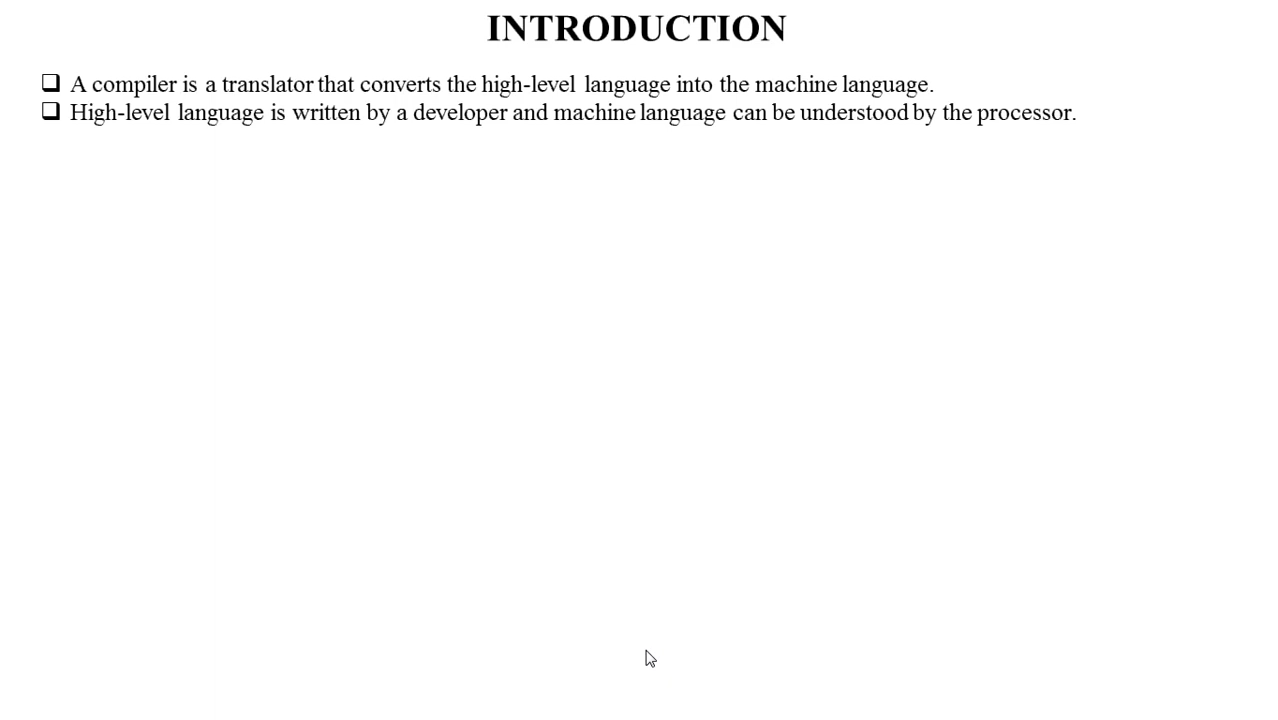 INTRODUCTION
❑ A compiler is a translator that converts the high-level language into the machine language.
❑ High-level language is written by a developer and machine language can be understood by the processor.